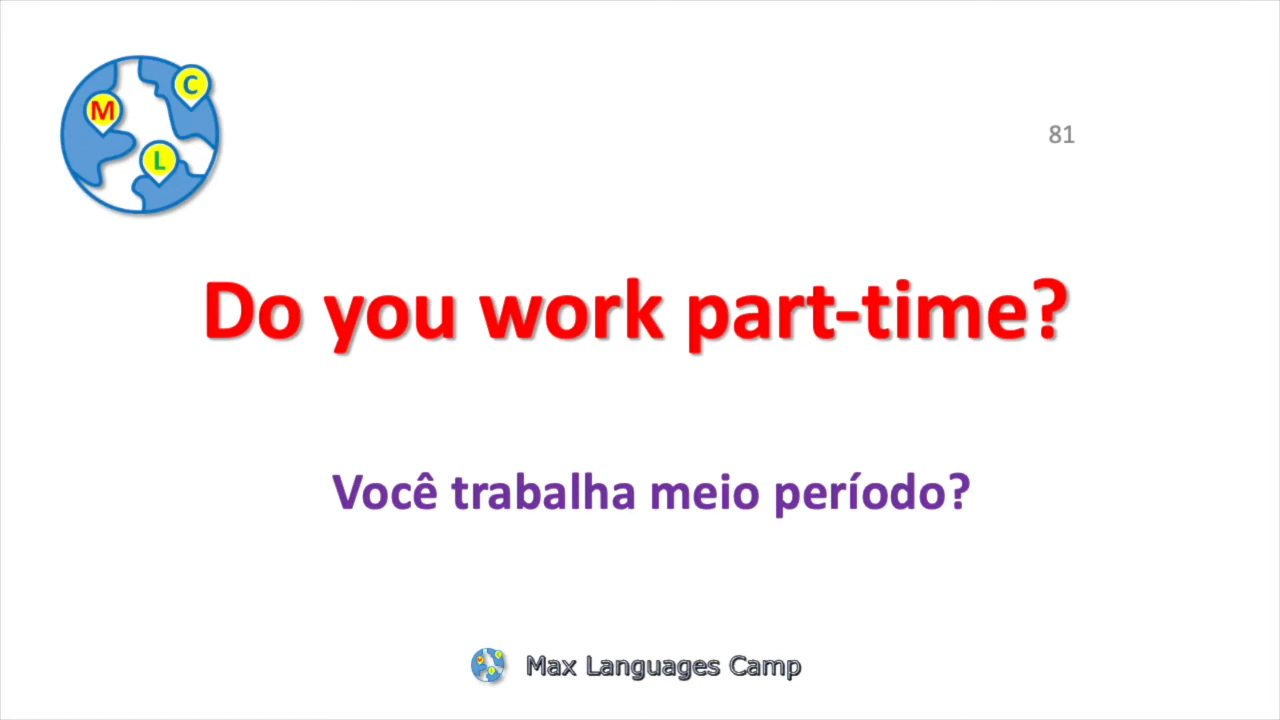 M
C
L
81
Do you work part-time?
Você trabalha meio período?
Max Languages Camp